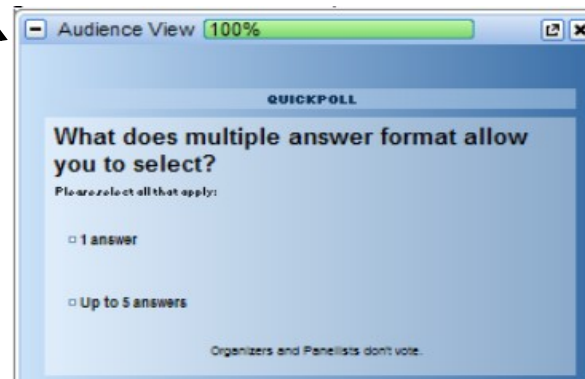 Audience View 100%
QUICKPOLL
What does multiple answer format allow
you to select?
Please select all that apply:
1 answer
Up to 5 answers
Organizers and Panelists don't vote.